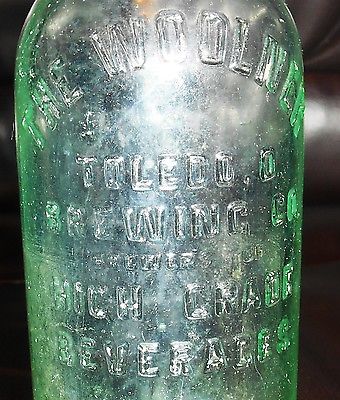 THE WOOLNER
TOLEDO, O.
BREWING CO.
BREWERS OF
HIGH GRADE
BEVERAGES